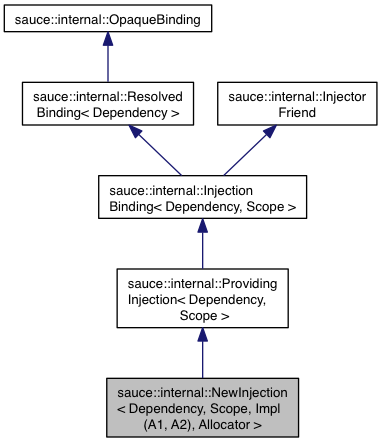 sauce::internal::OpaqueBinding
sauce::internal::Resolved
Binding< Dependency >
sauce::internal::Injector
Friend
sauce::internal::Injection
Binding< Dependency, Scope >
sauce::internal::Providing
Injection< Dependency,
Scope >
sauce::internal::NewInjection
< Dependency, Scope, Impl
(A1, A2), Allocator >